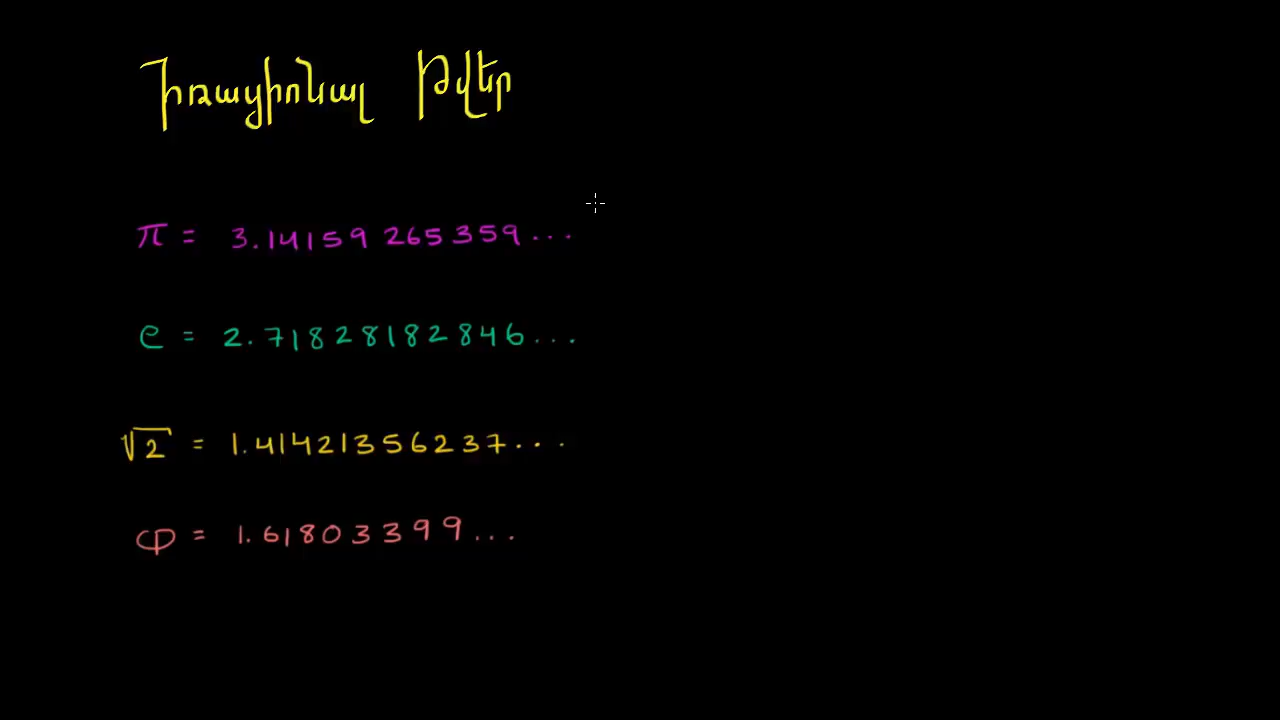 Իռացիոնալ Թվեր
π = 3.14159265359...
e = 2.71828182846...
√2 = 1.41421356237...
φ = 1.61803399...